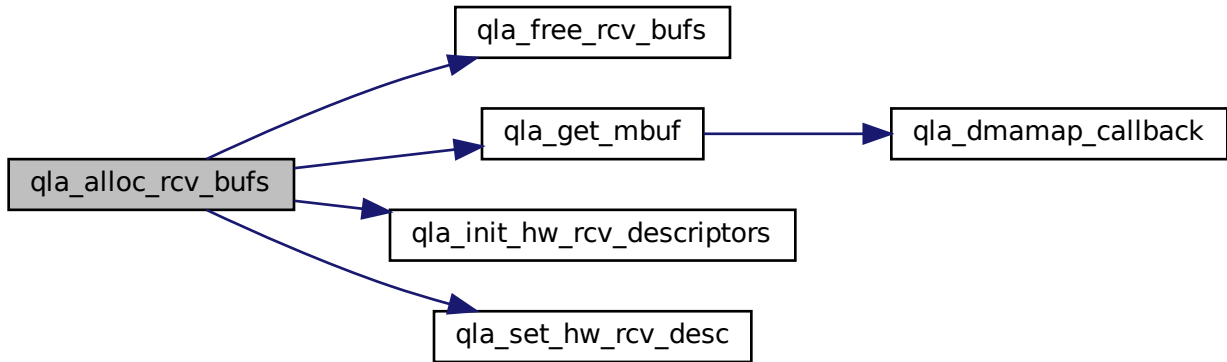 qla_free_rcv_bufs
qla_get_mbuf
qla_dmamap_callback
qla_alloc_rcv_bufs
qla_init_hw_rcv_descriptors
qla_set_hw_rcv_desc